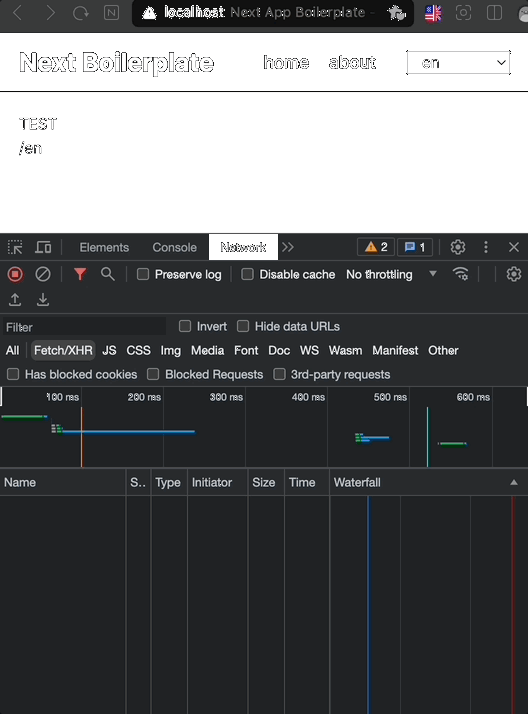 localhost Next App Boilerplate -
Next Boilerplate home about en
TEST
/en
Elements Console Network 2 1
Preserve log Disable cache No throttling
Filter Invert Hide data URLs
All Fetch/XHR JS CSS Img Media Font Doc WS Wasm Manifest Other
Has blocked cookies Blocked Requests 3rd-party requests
100 ms 200 ms 300 ms 400 ms 500 ms 600 ms
Name S.. Type Initiator Size Time Waterfall